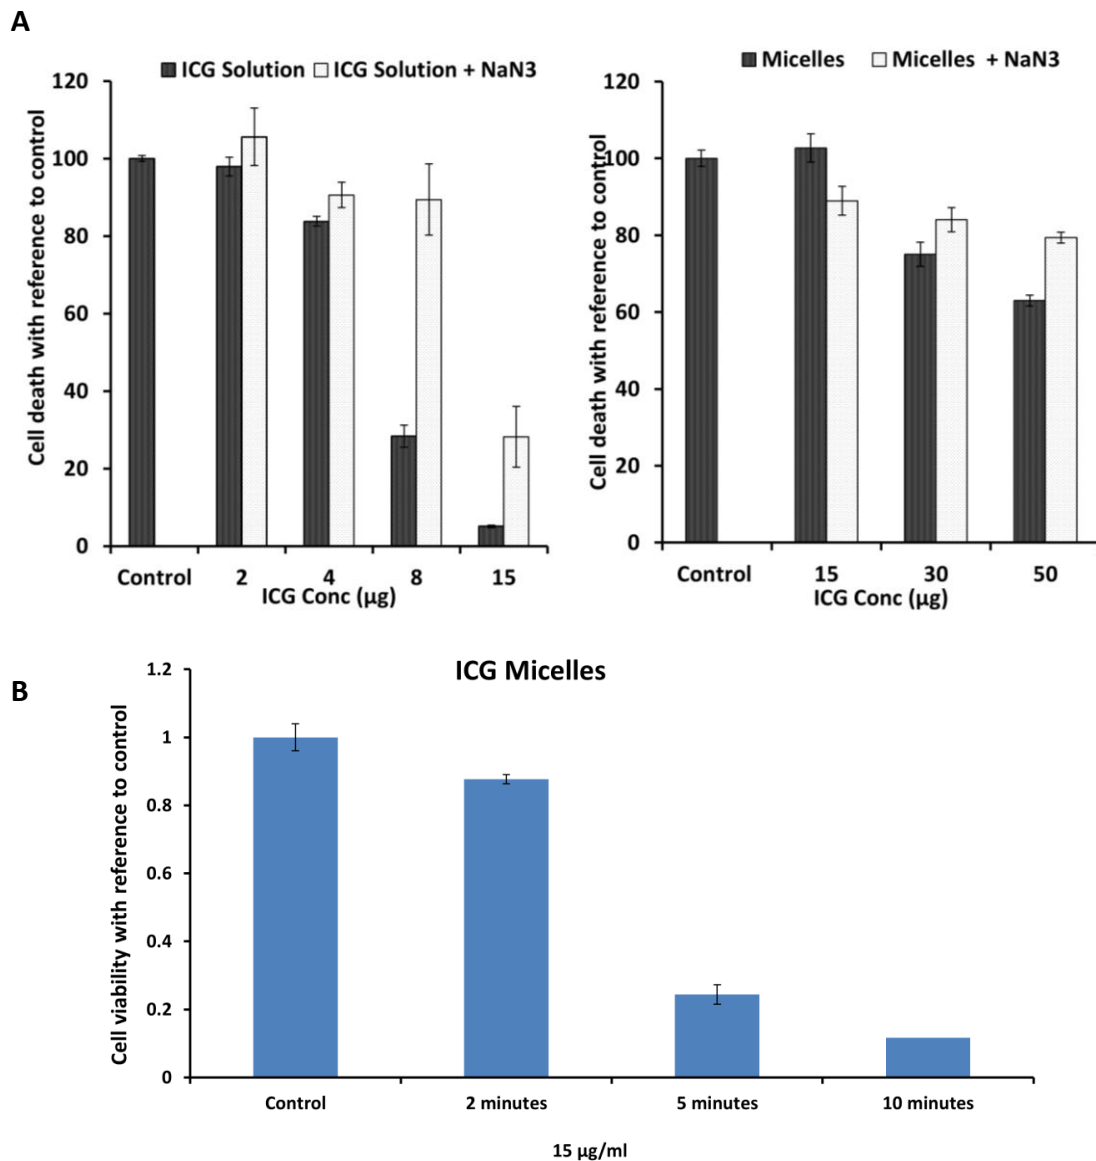 A
ICG Solution ICG Solution + NaN3
120
100
80
60
40
20
0
Cell death with reference to control
Control 2 4 8 15
ICG Conc (µg)
Micelles Micelles + NaN3
120
100
80
60
40
20
0
Cell death with reference to control
Control 15 30 50
ICG Conc (µg)
B
ICG Micelles
1.2
1
0.8
0.6
0.4
0.2
0
Cell viability with reference to control
Control 2 minutes 5 minutes 10 minutes
15 µg/ml